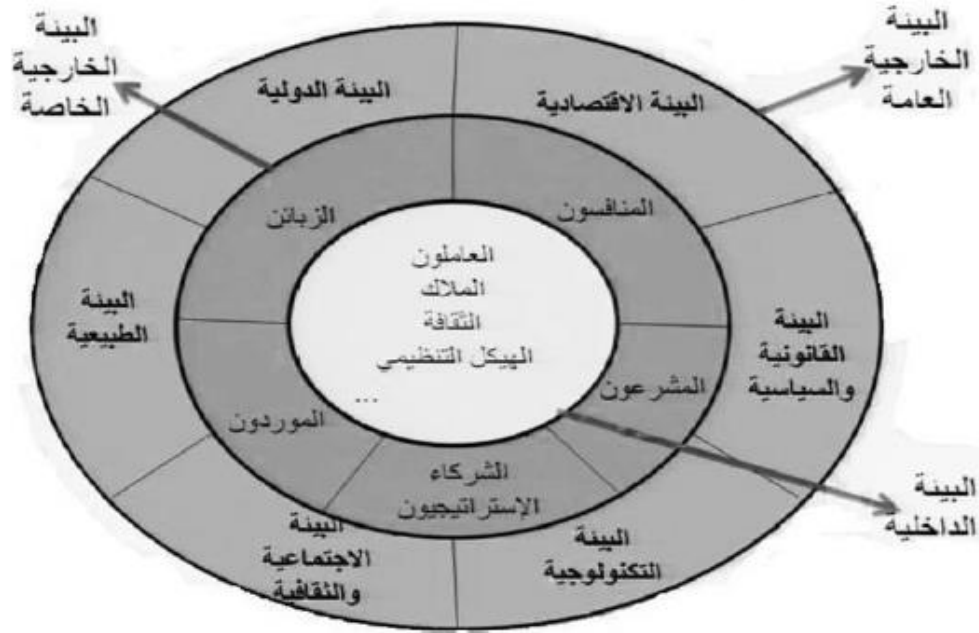 البيئة
الخارجية
العامة
البيئة
الخارجية
الخاصة
البيئة الاقتصادية
البيئة الدولية
المنافسون
الزبائن
العاملون
الملاك
الثقافة
الهيكل التنظيمي
...
البيئة
القانونية
والسياسية
البيئة
الطبيعية
المشرعون
الموردون
الشركاء
الإستراتيجيون
البيئة
الداخلية
البيئة
التكنولوجية
البيئة
الاجتماعية
والثقافية